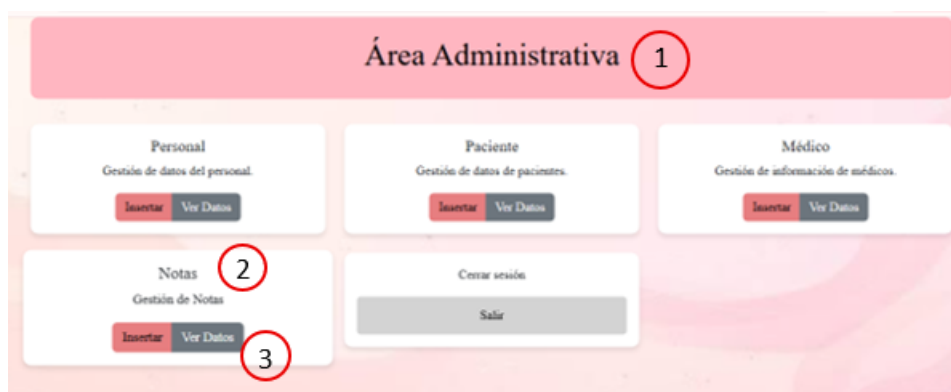 Área Administrativa 1
Personal
Gestión de datos del personal.
Insertar Ver Datos
Paciente
Gestión de datos de pacientes.
Insertar Ver Datos
Médico
Gestión de información de médicos.
Insertar Ver Datos
Notas 2
Gestión de Notas
Insertar Ver Datos
3
Cerrar sesión
Salir